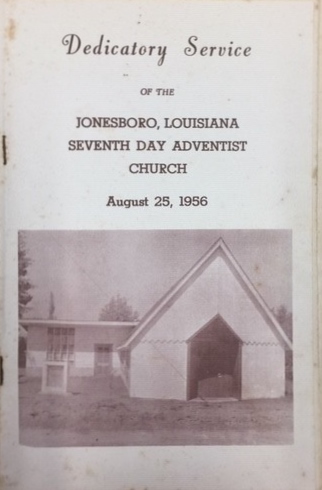 Dedicatory Service
OF THE
JONESBORO, LOUISIANA
SEVENTH DAY ADVENTIST
CHURCH
August 25, 1956